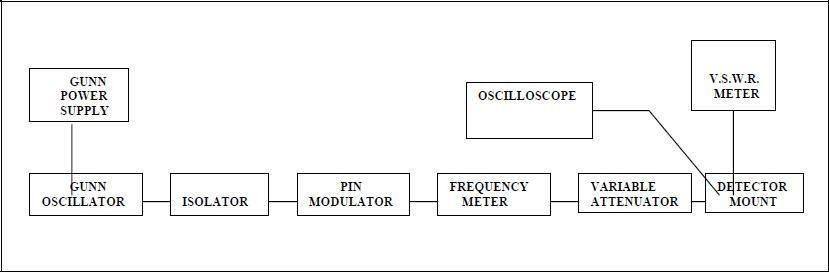 GUNN
POWER
SUPPLY
OSCILLOSCOPE
V.S.W.R.
METER
GUNN
OSCILLATOR
ISOLATOR
PIN
MODULATOR
FREQUENCY
METER
VARIABLE
ATTENUATOR
DETECTOR
MOUNT